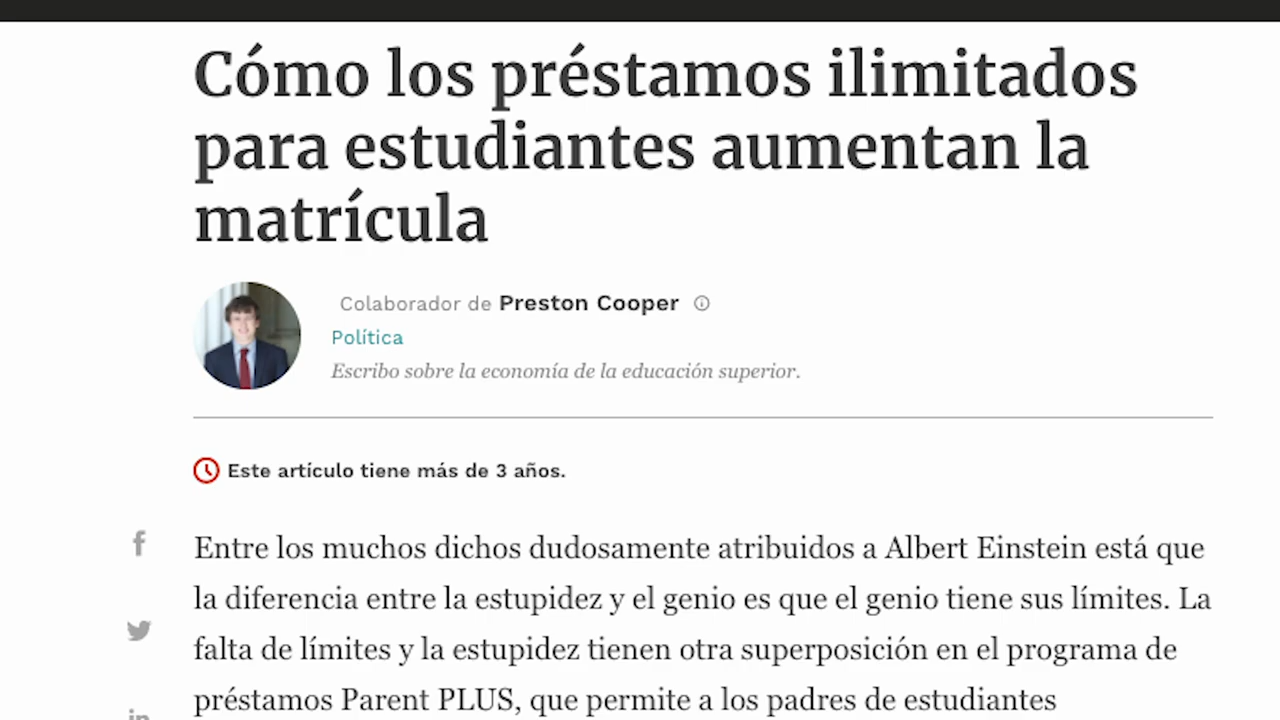 Cómo los préstamos ilimitados
para estudiantes aumentan la
matrícula
Colaborador de Preston Cooper
Política
Escribo sobre la economía de la educación superior.
Este artículo tiene más de 3 años.
Entre los muchos dichos dudosamente atribuidos a Albert Einstein está que
la diferencia entre la estupidez y el genio es que el genio tiene sus límites. La
falta de límites y la estupidez tienen otra superposición en el programa de
préstamos Parent PLUS, que permite a los padres de estudiantes